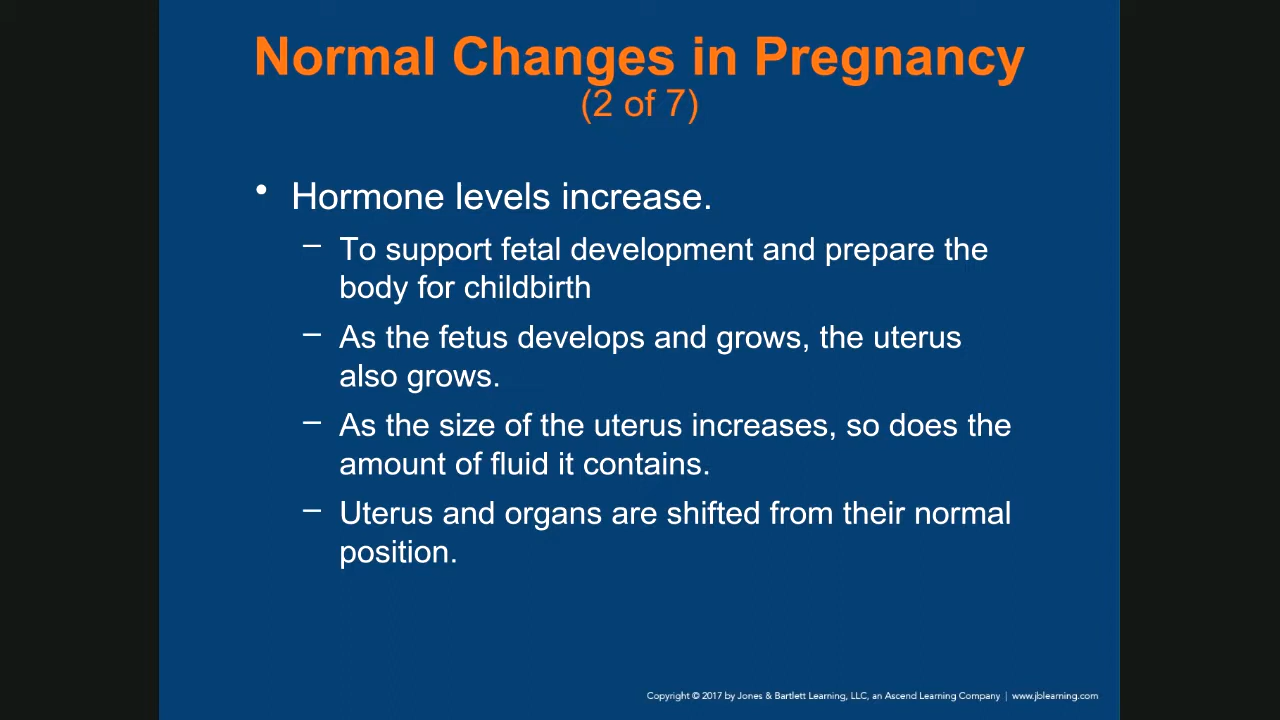 Normal Changes in Pregnancy
(2 of 7)
• Hormone levels increase.
– To support fetal development and prepare the
body for childbirth
– As the fetus develops and grows, the uterus
also grows.
– As the size of the uterus increases, so does the
amount of fluid it contains.
– Uterus and organs are shifted from their normal
position.
Copyright © 2017 by Jones & Bartlett Learning, LLC, an Ascend Learning Company | www.jblearning.com